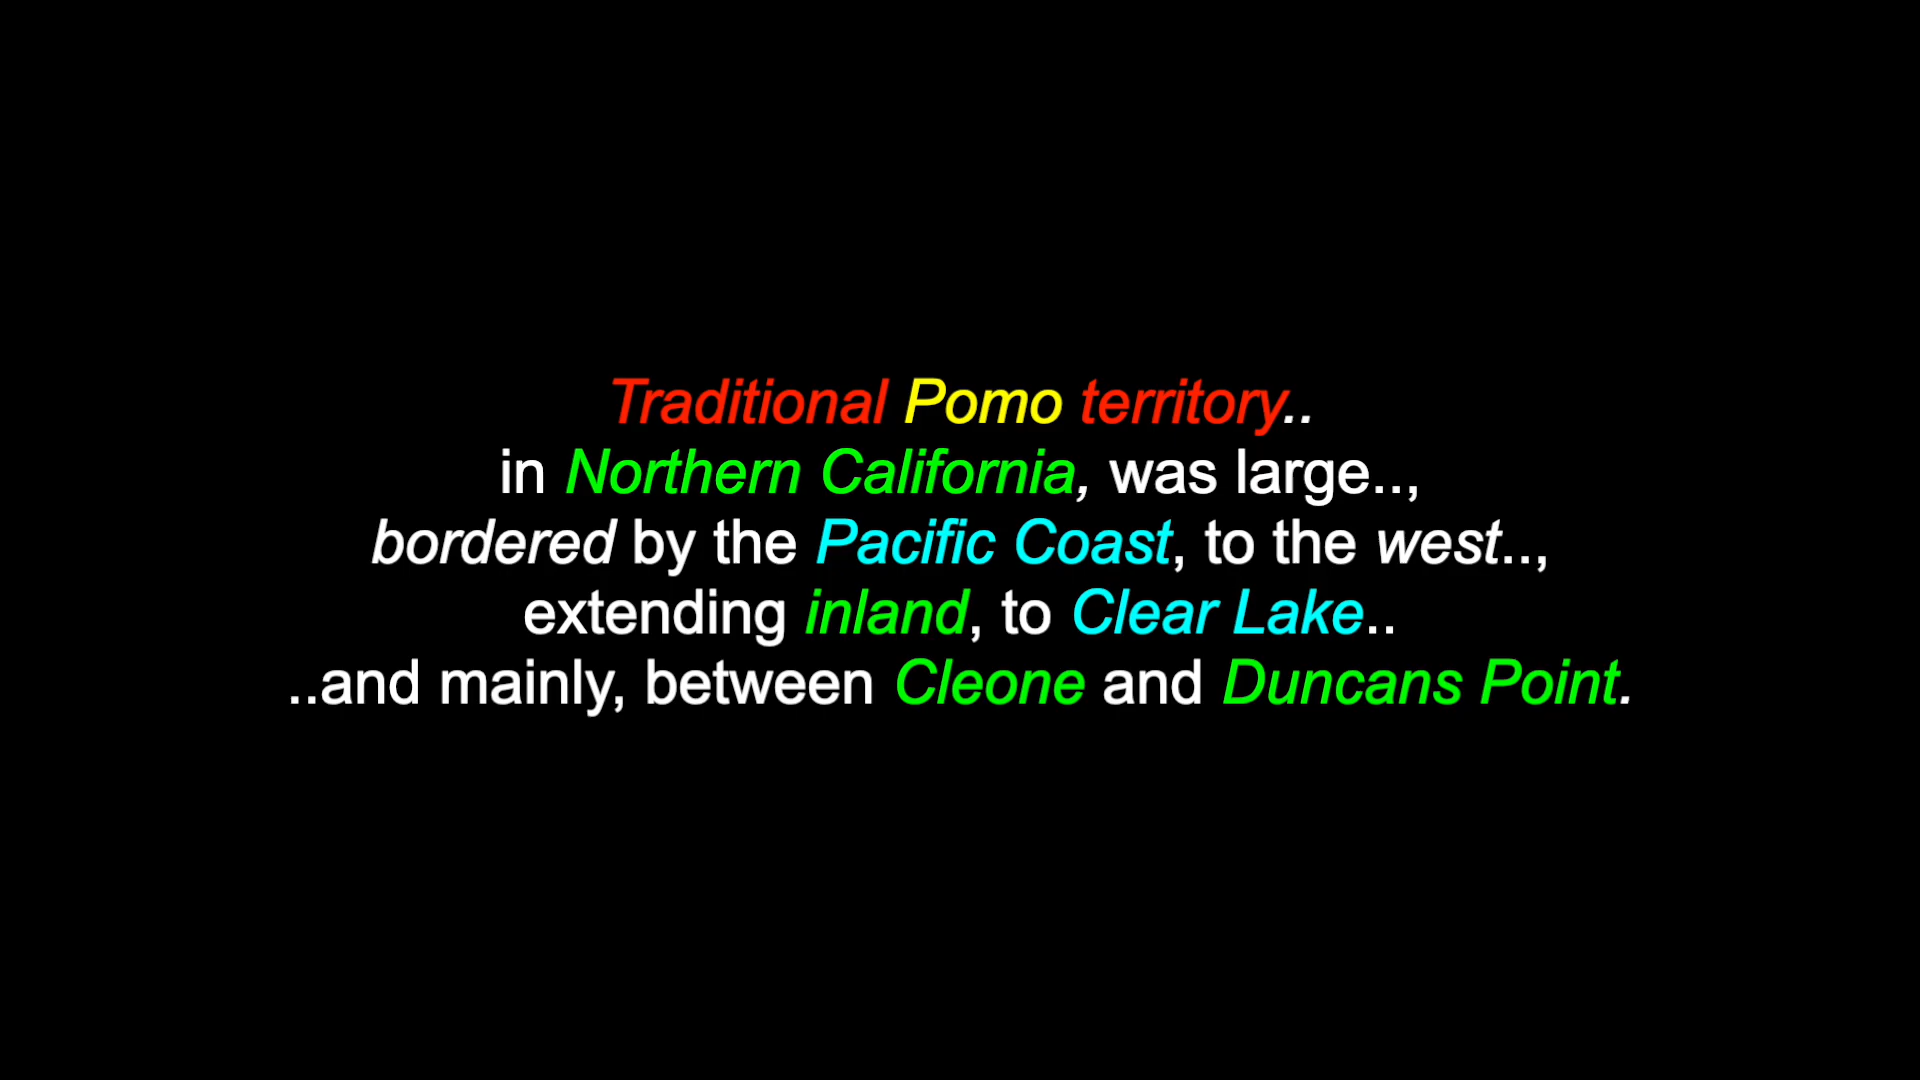 Traditional Pomo territory..
in Northern California, was large..,
bordered by the Pacific Coast, to the west..,
extending inland, to Clear Lake..
..and mainly, between Cleone and Duncans Point.